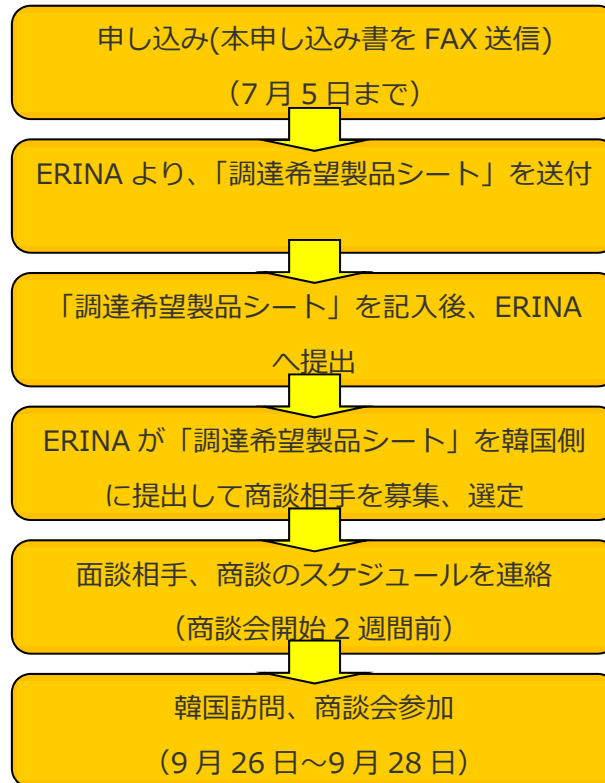 申し込み(本申し込み書を FAX 送信)
（7 月 5 日まで）
ERINA より、「調達希望製品シート」を送付
「調達希望製品シート」を記入後、ERINA
へ提出
ERINA が「調達希望製品シート」を韓国側
に提出して商談相手を募集、選定
面談相手、商談のスケジュールを連絡
（商談会開始 2 週間前）
韓国訪問、商談会参加
（9 月 26 日～9 月 28 日）